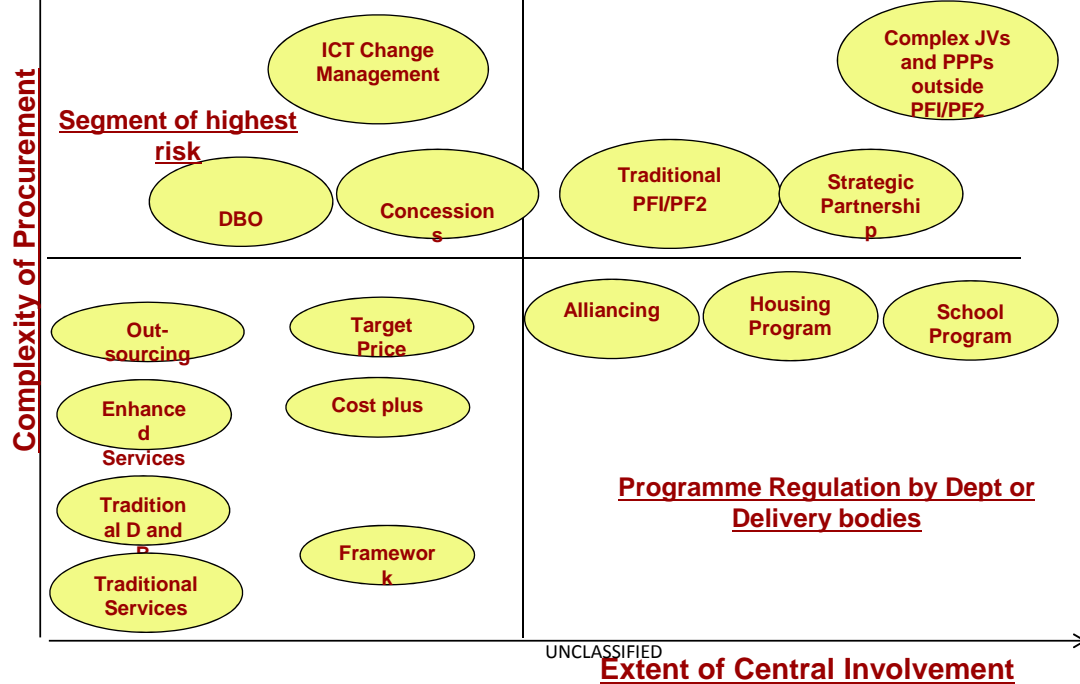 ICT Change
Management
Complex JVs
and PPPs
outside
PFI/PF2
Segment of highest
risk
DBO
Concession
s
Traditional
PFI/PF2
Strategic
Partnershi
p
Complexity of Procurement
Out-
sourcing
Target
Price
Alliancing
Housing
Program
School
Program
Enhance
d
Services
Cost plus
Programme Regulation by Dept or
Delivery bodies
Tradition
al D and
B
Framewor
k
Traditional
Services
UNCLASSIFIED
Extent of Central Involvement